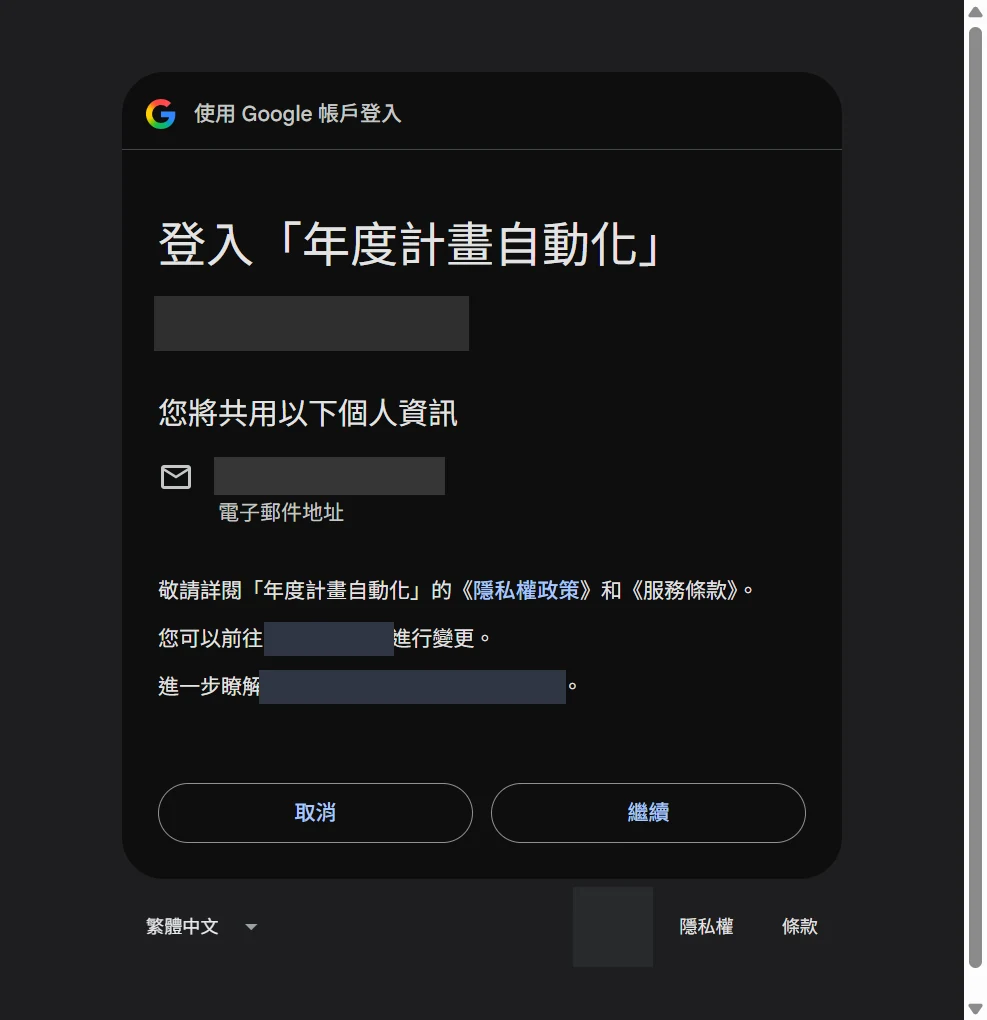 使用 Google 帳戶登入
登入「年度計畫自動化」
您將共用以下個人資訊
電子郵件地址
敬請詳閱「年度計畫自動化」的《隱私權政策》和《服務條款》。
您可以前往進行變更。
進一步瞭解。
取消
繼續
繁體中文
隱私權
條款